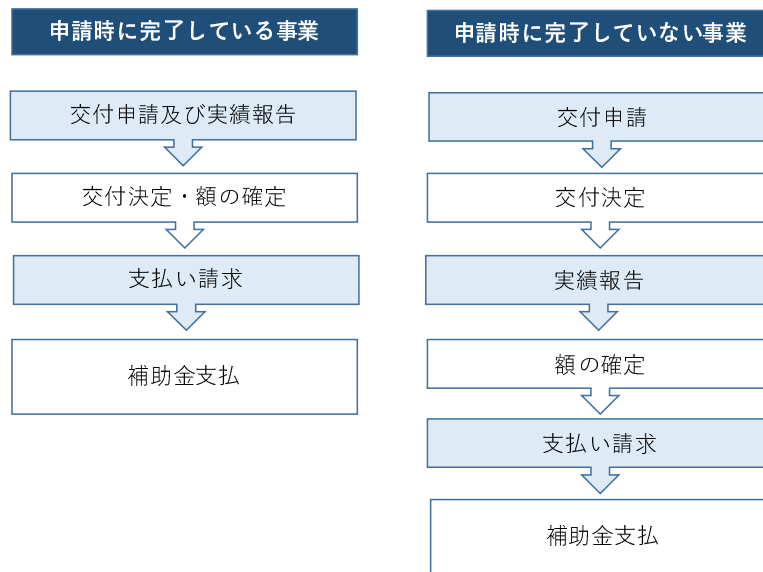 申請時に完了している事業
交付申請及び実績報告
交付決定・額の確定
支払い請求
補助金支払
申請時に完了していない事業
交付申請
交付決定
実績報告
額の確定
支払い請求
補助金支払